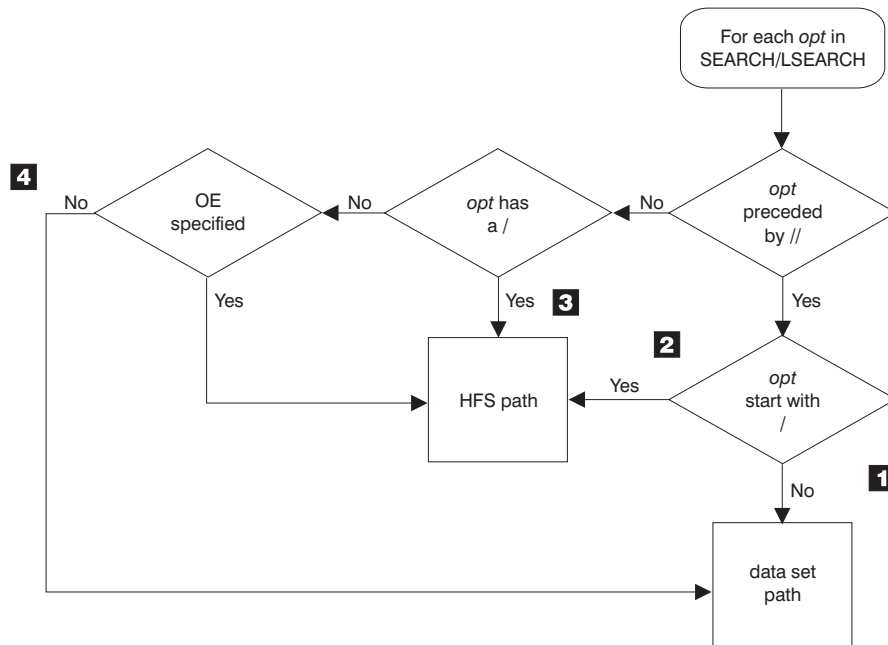 For each opt in
SEARCH/LSEARCH
4
No
OE
specified
No
opt has
a /
No
opt
preceded
by //
Yes
Yes
3
Yes
2
HFS path
Yes
opt
start with
/
1
No
data set
path